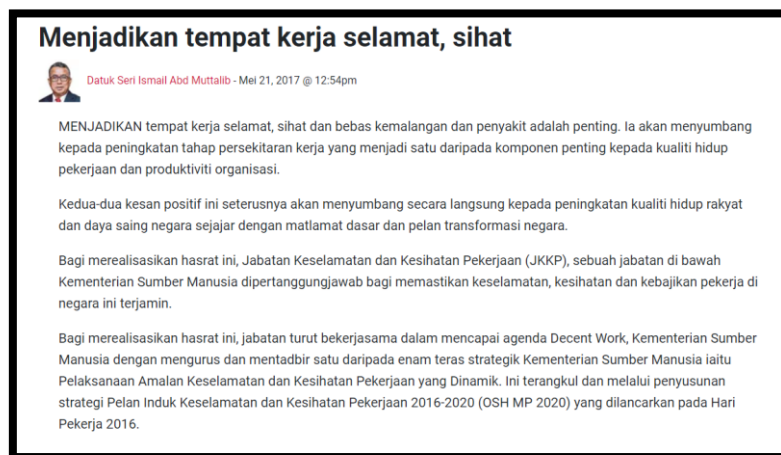 Menjadikan tempat kerja selamat, sihat
Datuk Seri Ismail Abd Muttalib - Mei 21, 2017 @ 12:54pm
MENJADIKAN tempat kerja selamat, sihat dan bebas kemalangan dan penyakit adalah penting. Ia akan menyumbang
kepada peningkatan tahap persekitaran kerja yang menjadi satu daripada komponen penting kepada kualiti hidup
pekerjaan dan produktiviti organisasi.
Kedua-dua kesan positif ini seterusnya akan menyumbang secara langsung kepada peningkatan kualiti hidup rakyat
dan daya saing negara sejajar dengan matlamat dasar dan pelan transformasi negara.
Bagi merealisasikan hasrat ini, Jabatan Keselamatan dan Kesihatan Pekerjaan (JKKP), sebuah jabatan di bawah
Kementerian Sumber Manusia dipertanggungjawab bagi memastikan keselamatan, kesihatan dan kebajikan pekerja di
negara ini terjamin.
Bagi merealisasikan hasrat ini, jabatan turut bekerjasama dalam mencapai agenda Decent Work, Kementerian Sumber
Manusia dengan mengurus dan mentadbir satu daripada enam teras strategik Kementerian Sumber Manusia iaitu
Pelaksanaan Amalan Keselamatan dan Kesihatan Pekerjaan yang Dinamik. Ini terangkul dan melalui penyusunan
strategi Pelan Induk Keselamatan dan Kesihatan Pekerjaan 2016-2020 (OSH MP 2020) yang dilancarkan pada Hari
Pekerja 2016.